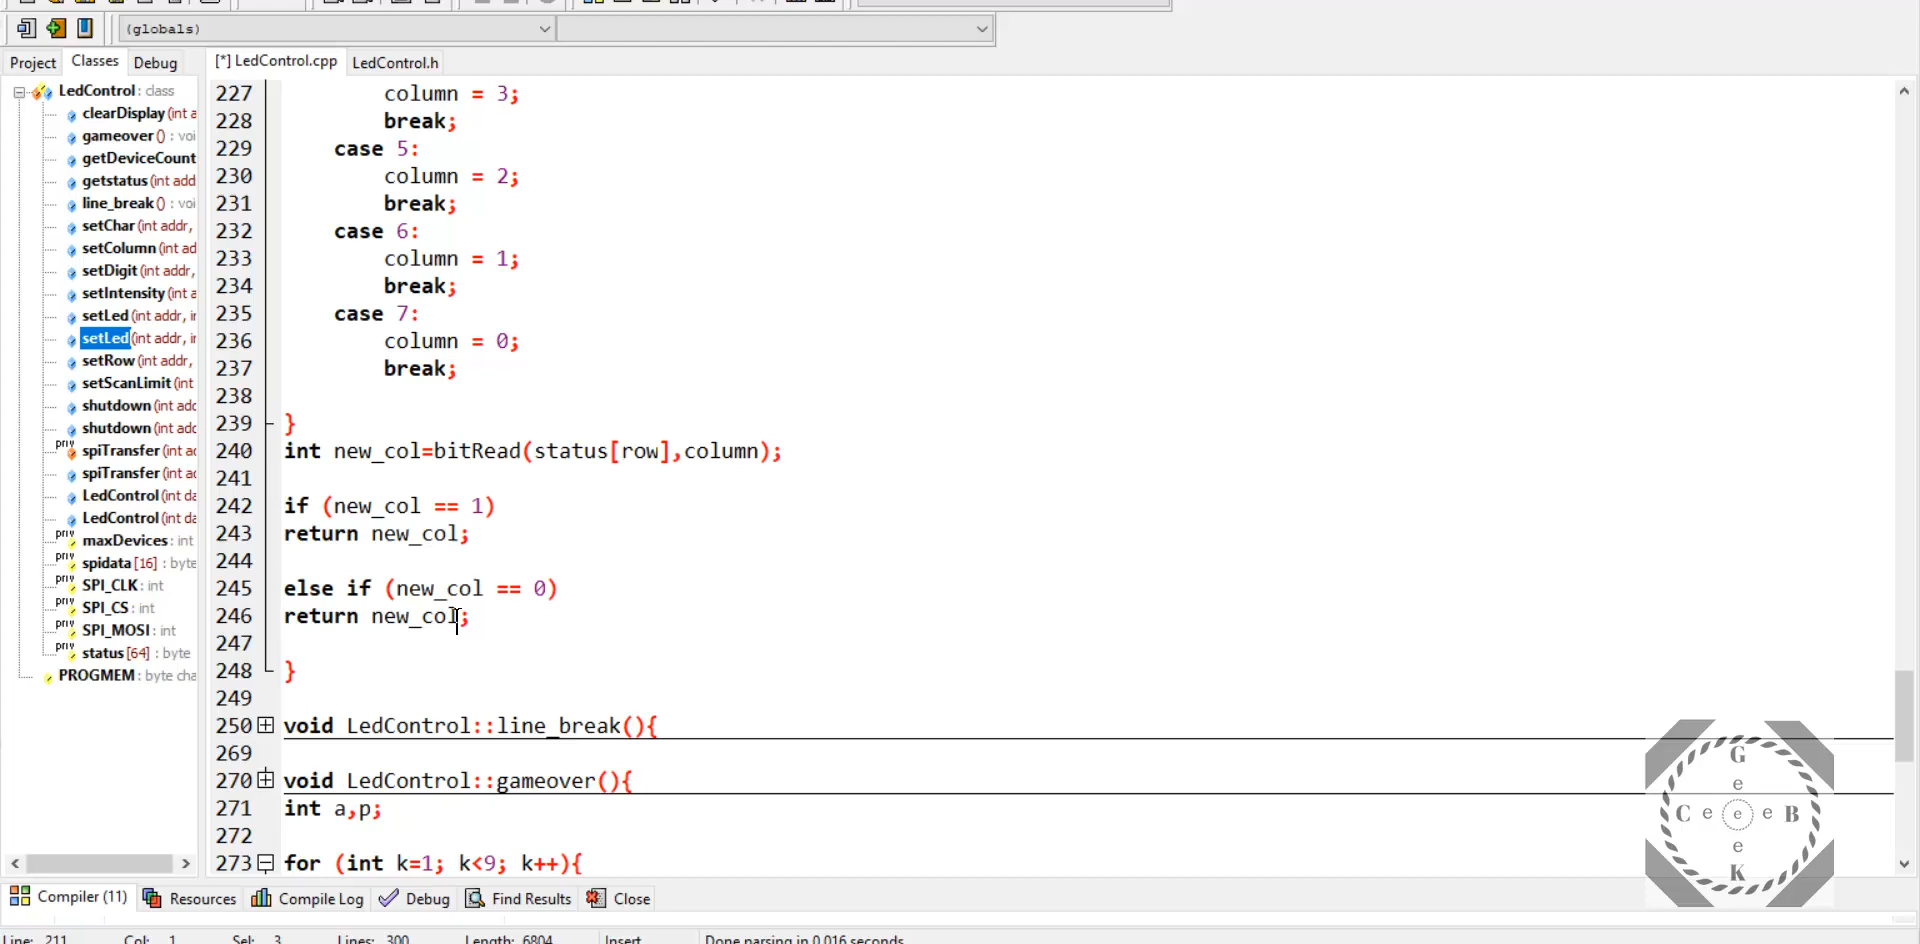 (globals)
Project Classes Debug
[*] LedControl.cpp LedControl.h
LedControl : class
clearDisplay (int a
gameover () : voi
getDeviceCount
getstatus (int add
line_break () : voi
setChar (int addr,
setColumn (int ad
setDigit (int addr,
setIntensity (int a
setLed (int addr, in
setLed (int addr, in
setRow (int addr,
setScanLimit (int
shutdown (int add
shutdown (int add
spiTransfer (int ac
spiTransfer (int ac
LedControl (int da
LedControl (int da
maxDevices : int
spidata [16] : byte
SPI_CLK : int
SPI_CS : int
SPI_MOSI : int
status [64] : byte
PROGMEM : byte cha
227 column = 3;
228 break;
229 case 5:
230 column = 2;
231 break;
232 case 6:
233 column = 1;
234 break;
235 case 7:
236 column = 0;
237 break;
238
239 }
240 int new_col=bitRead(status[row],column);
241
242 if (new_col == 1)
243 return new_col;
244
245 else if (new_col == 0)
246 return new_col;
247
248 }
249
250 void LedControl::line_break(){
269
270 void LedControl::gameover(){
271 int a,p;
272
273 for (int k=1; k<9; k++){
G
e
C e e e B
e
K
Compiler (11) Resources Compile Log Debug Find Results Close
Line: 211 Col: 1 Sel: 3 Lines: 300 Length: 6804 Insert Done parsing in 0.016 seconds